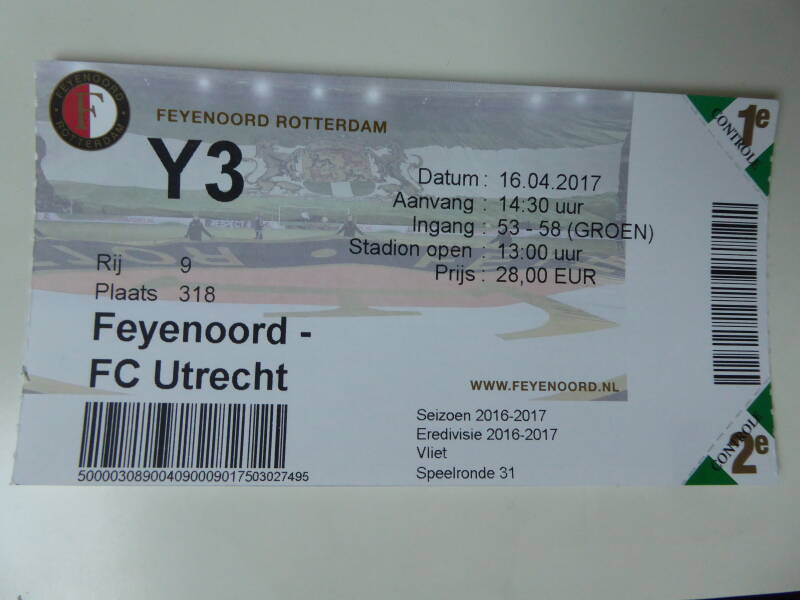 FEYENOORD
ROTTERDAM
FEYENOORD ROTTERDAM
Y3
Datum : 16.04.2017
Aanvang : 14:30 uur
Ingang : 53 - 58 (GROEN)
Stadion open : 13:00 uur
Prijs : 28,00 EUR
Rij 9
Plaats 318
Feyenoord -
FC Utrecht
WWW.FEYENOORD.NL
Seizoen 2016-2017
Eredivisie 2016-2017
Vliet
Speelronde 31
500003089004090009017503027495
1e
CONTROLE
CONTROLE
2e